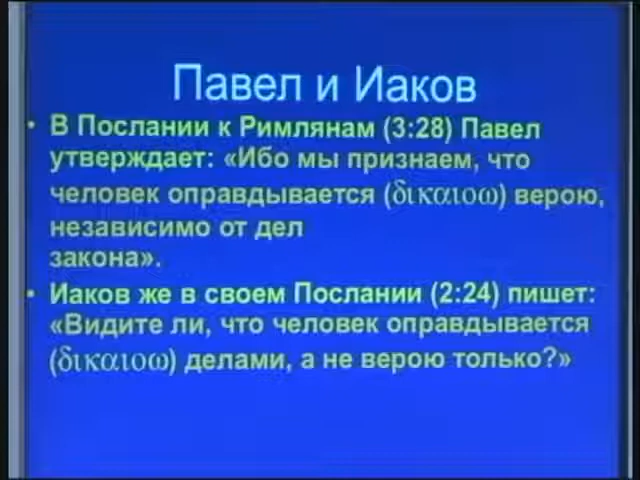 Павел и Иаков
• В Послании к Римлянам (3:28) Павел
утверждает: «Ибо мы признаем, что
человек оправдывается (δικαιοω) верою,
независимо от дел
закона».
• Иаков же в своем Послании (2:24) пишет:
«Видите ли, что человек оправдывается
(δικαιοω) делами, а не верою только?»